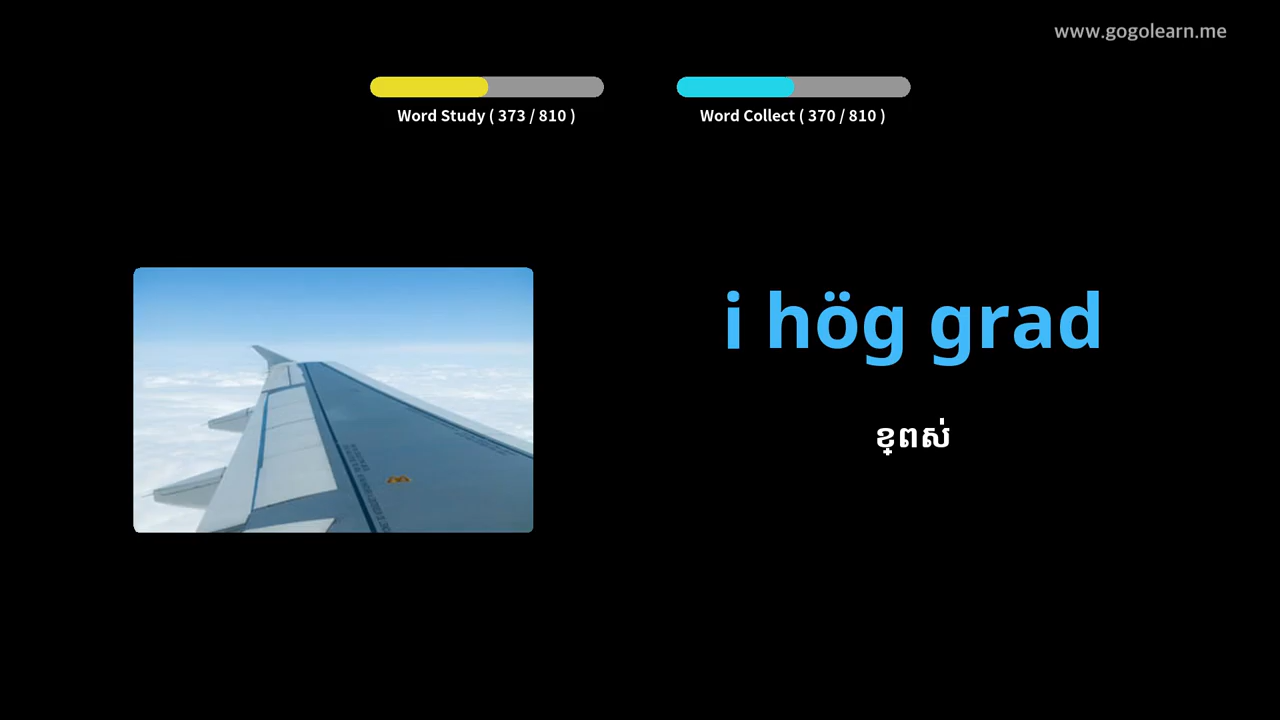 www.gogolearn.me
Word Study ( 373 / 810 )
Word Collect ( 370 / 810 )
i hög grad
ខ្ពស់